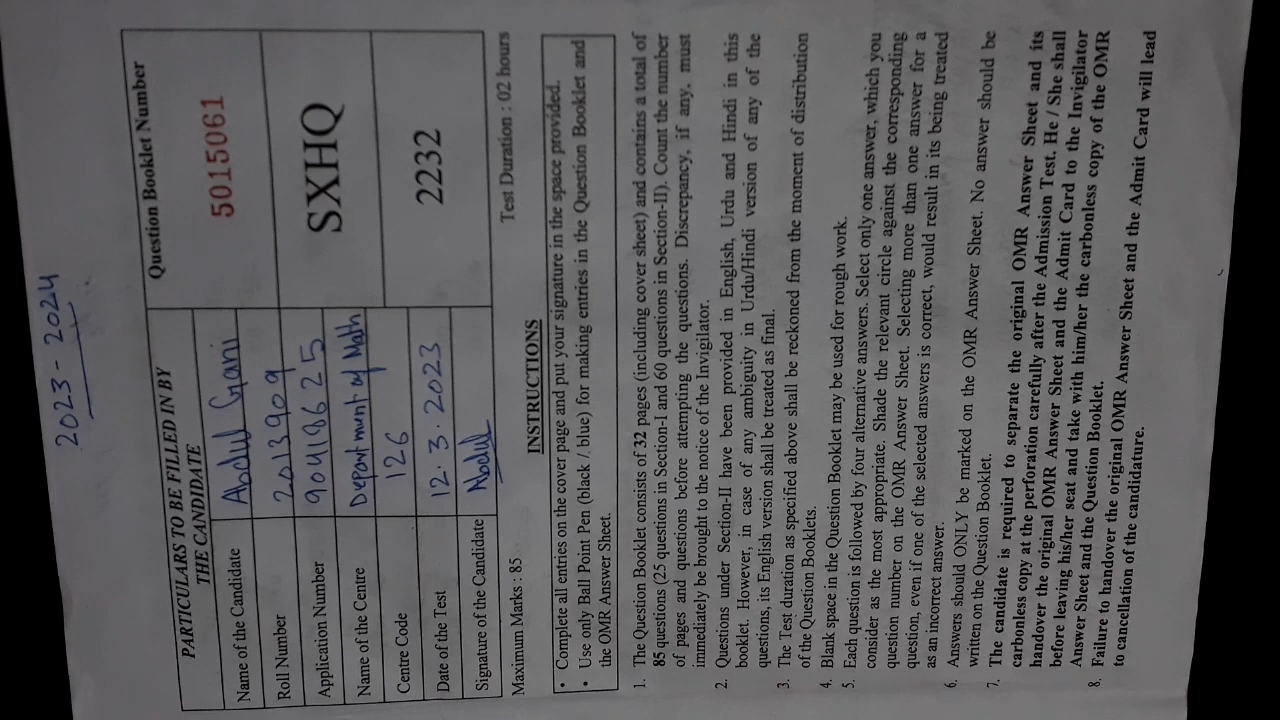 2023 - 2024
PARTICULARS TO BE FILLED IN BY THE CANDIDATE
Question Booklet Number
Name of the Candidate Abdul Gani
5015061
Roll Number 2013909
Application Number 904118625
SXHQ
Name of the Centre Department of Math
Centre Code 126
2232
Date of the Test 12.3.2023
Signature of the Candidate Abdul
Maximum Marks : 85 Test Duration : 02 hours
INSTRUCTIONS
• Complete all entries on the cover page and put your signature in the space provided.
• Use only Ball Point Pen (black / blue) for making entries in the Question Booklet and
the OMR Answer Sheet.
1. The Question Booklet consists of 32 pages (including cover sheet) and contains a total of
85 questions (25 questions in Section-I and 60 questions in Section-II). Count the number
of pages and questions before attempting the questions. Discrepancy, if any, must
immediately be brought to the notice of the Invigilator.
2. Questions under Section-II have been provided in English, Urdu and Hindi in this
booklet. However, in case of any ambiguity in Urdu/Hindi version of any of the
questions, its English version shall be treated as final.
3. The Test duration as specified above shall be reckoned from the moment of distribution
of the Question Booklets.
4. Blank space in the Question Booklet may be used for rough work.
5. Each question is followed by four alternative answers. Select only one answer, which you
consider as the most appropriate. Shade the relevant circle against the corresponding
question number on the OMR Answer Sheet. Selecting more than one answer for a
question, even if one of the selected answers is correct, would result in its being treated
as an incorrect answer.
6. Answers should ONLY be marked on the OMR Answer Sheet. No answer should be
written on the Question Booklet.
7. The candidate is required to separate the original OMR Answer Sheet and its
carbonless copy at the perforation carefully after the Admission Test. He / She shall
handover the original OMR Answer Sheet and the Admit Card to the Invigilator
before leaving his/her seat and take with him/her the carbonless copy of the OMR
Answer Sheet and the Question Booklet.
8. Failure to handover the original OMR Answer Sheet and the Admit Card will lead
to cancellation of the candidature.